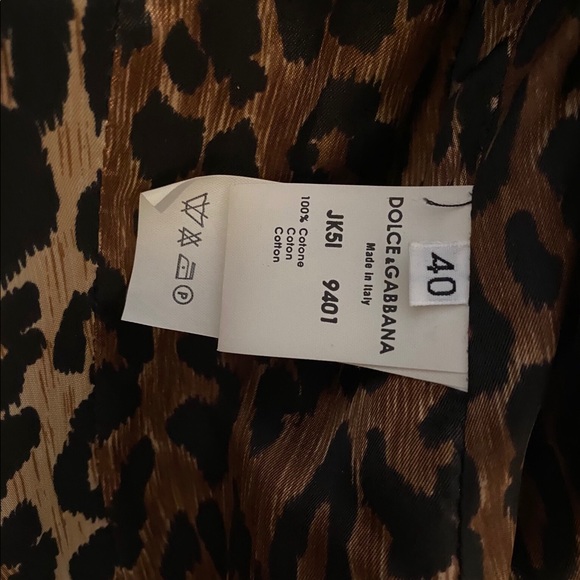 40
DOLCE & GABBANA
Made in Italy
JK5I 9401
100% Cotone
Coton
Cotton
P